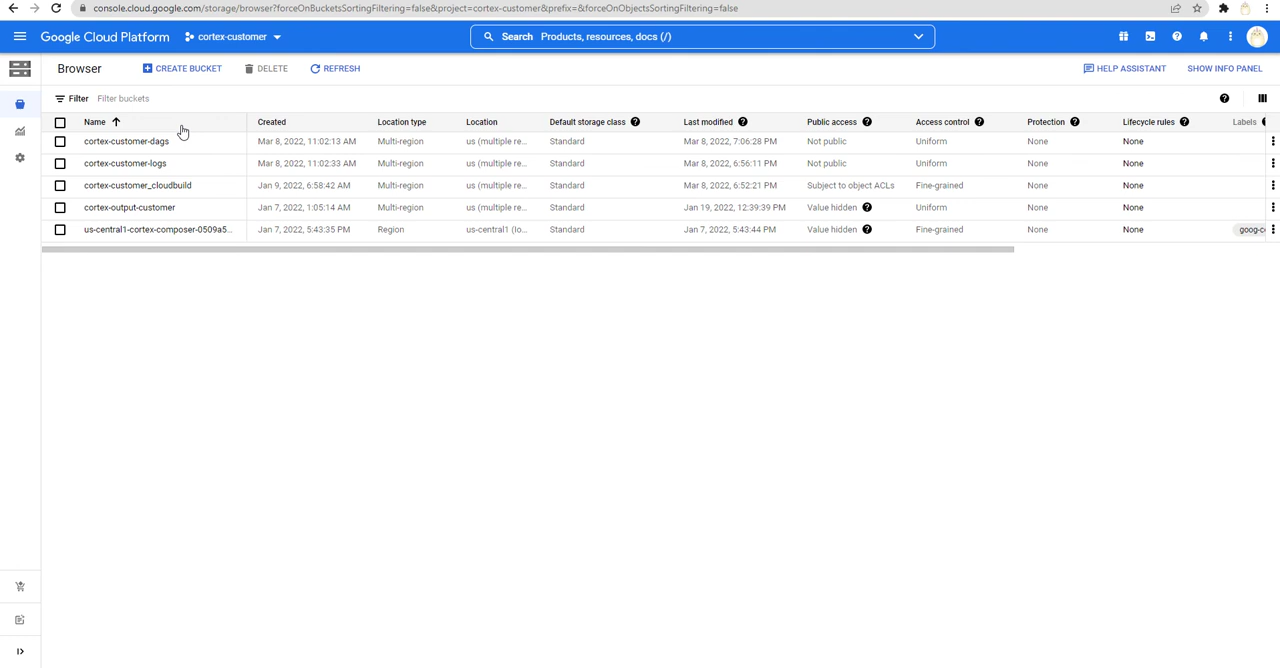 console.cloud.google.com/storage/browser?forceOnBucketsSortingFiltering=false&project=cortex-customer&prefix=&forceOnObjectsSortingFiltering=false
Google Cloud Platform cortex-customer Search Products, resources, docs (/)
Browser CREATE BUCKET DELETE REFRESH HELP ASSISTANT SHOW INFO PANEL
Filter Filter buckets
Name Created Location type Location Default storage class Last modified Public access Access control Protection Lifecycle rules Labels
cortex-customer-dags Mar 8, 2022, 11:02:13 AM Multi-region us (multiple re... Standard Mar 8, 2022, 7:06:28 PM Not public Uniform None None
cortex-customer-logs Mar 8, 2022, 11:02:33 AM Multi-region us (multiple re... Standard Mar 8, 2022, 6:56:11 PM Not public Uniform None None
cortex-customer_cloudbuild Jan 9, 2022, 6:58:42 AM Multi-region us (multiple re... Standard Mar 8, 2022, 6:52:21 PM Subject to object ACLs Fine-grained None None
cortex-output-customer Jan 7, 2022, 1:05:14 AM Multi-region us (multiple re... Standard Jan 19, 2022, 12:39:39 PM Value hidden Uniform None None
us-central1-cortex-composer-0509a5... Jan 7, 2022, 5:43:35 PM Region us-central1 (Io... Standard Jan 7, 2022, 5:43:44 PM Value hidden Fine-grained None None goog-c